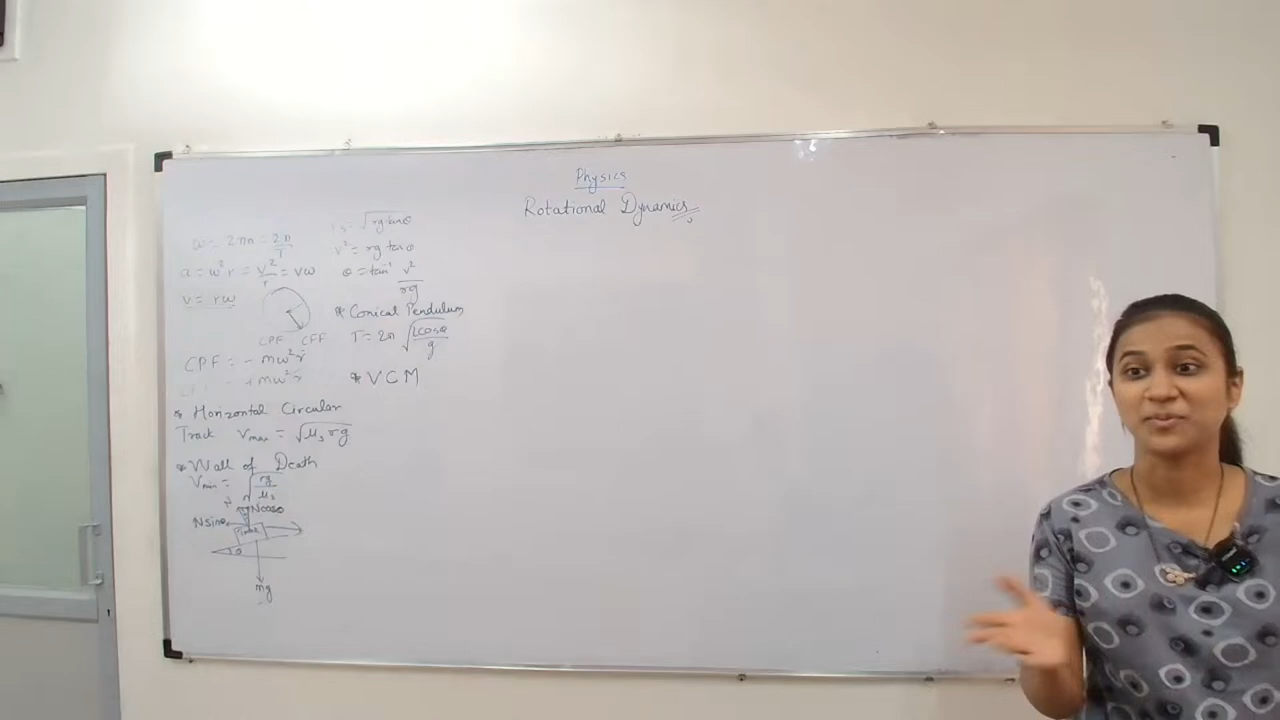 Physics
Rotational Dynamics
ω = 2πn = 2π/T
a = ω²r = v²/r = vω
v = rω
CPF CFF
CPF = - mω²r
+ mω²r
* Horizontal Circular
Track Vmax = √μsrg
* Wall of Death
Vmin = √rg/μs
Ncosθ
Nsinθ
θ
mg
√rg tanθ
v² = rg tanθ
θ = tan⁻¹ v²/rg
* Conical Pendulum
T = 2π √Lcosθ/g
* VCM